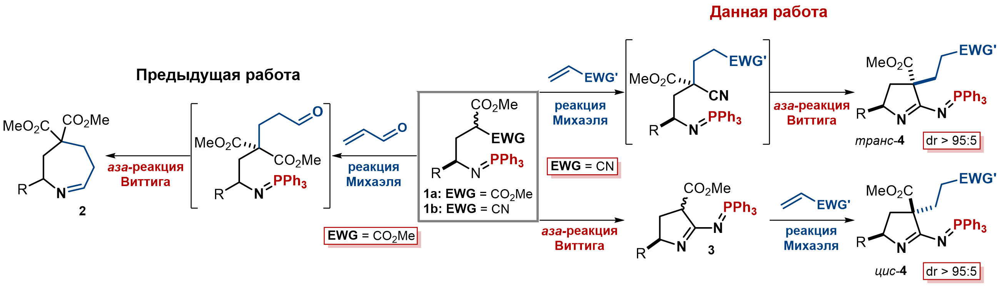 Данная работа
Предыдущая работа
MeO2C
CO2Me
R
N
2
аза-реакция
Виттига
O
MeO2C
CO2Me
R
N
PPh3
O
реакция
Михаэля
EWG = CO2Me
CO2Me
EWG
R
N
PPh3
1a: EWG = CO2Me
1b: EWG = CN
EWG'
реакция
Михаэля
EWG = CN
EWG'
MeO2C
CN
R
N
PPh3
аза-реакция
Виттига
EWG'
MeO2C
R
N
N
PPh3
транс-4
dr > 95:5
аза-реакция
Виттига
CO2Me
PPh3
N
N
R
3
EWG'
реакция
Михаэля
EWG'
MeO2C
R
N
N
PPh3
цис-4
dr > 95:5